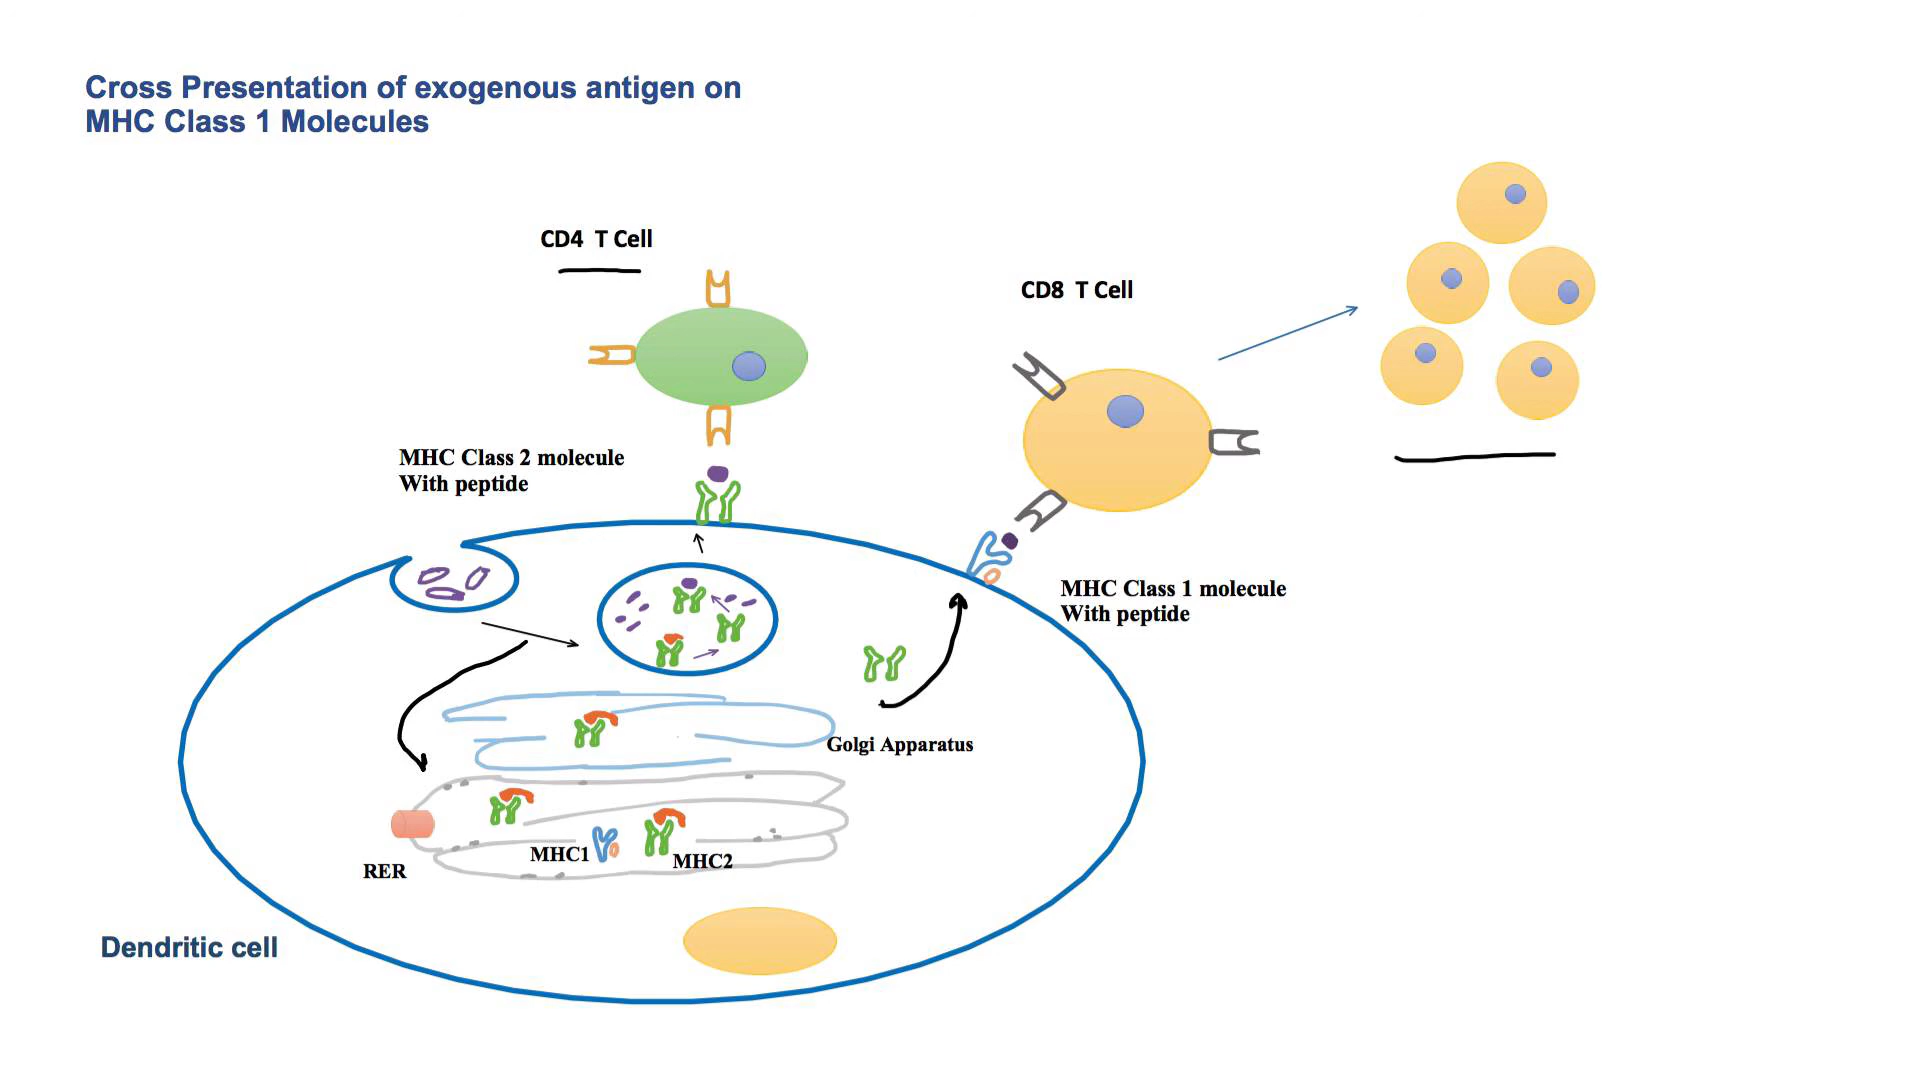 Cross Presentation of exogenous antigen on
MHC Class 1 Molecules
CD4 T Cell
CD8 T Cell
MHC Class 2 molecule
With peptide
MHC Class 1 molecule
With peptide
Golgi Apparatus
MHC1
MHC2
RER
Dendritic cell